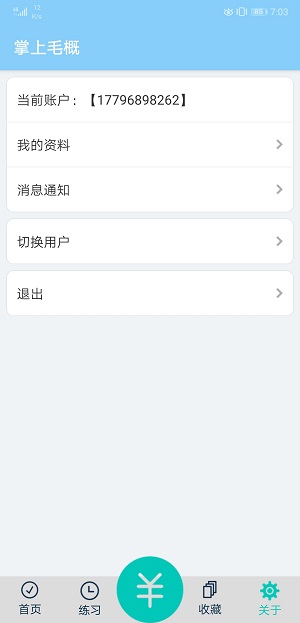 12
K/s
7:03
掌上毛概
当前账户：【17796898262】
我的资料
消息通知
切换用户
退出
首页
练习
收藏
关于